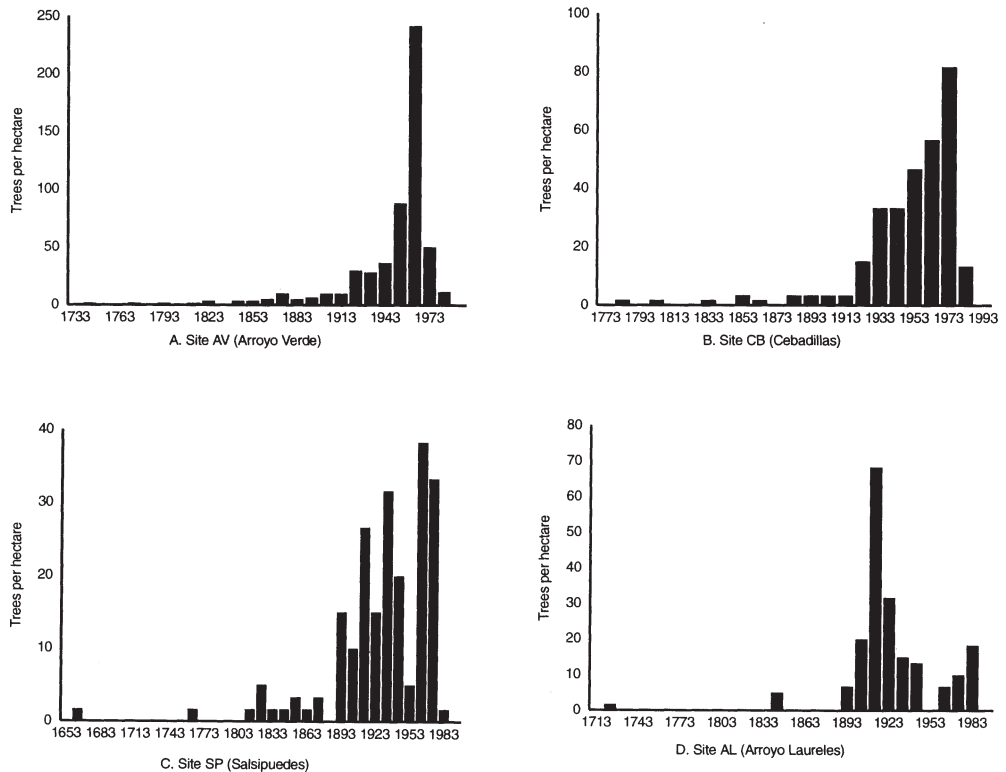 250
200
150
100
50
0
Trees per hectare
1733 1763 1793 1823 1853 1883 1913 1943 1973
A. Site AV (Arroyo Verde)
100
80
60
40
20
0
Trees per hectare
1773 1793 1813 1833 1853 1873 1893 1913 1933 1953 1973 1993
B. Site CB (Cebadillas)
40
30
20
10
0
Trees per hectare
1653 1683 1713 1743 1773 1803 1833 1863 1893 1923 1953 1983
C. Site SP (Salsipuedes)
80
70
60
50
40
30
20
10
0
Trees per hectare
1713 1743 1773 1803 1833 1863 1893 1923 1953 1983
D. Site AL (Arroyo Laureles)